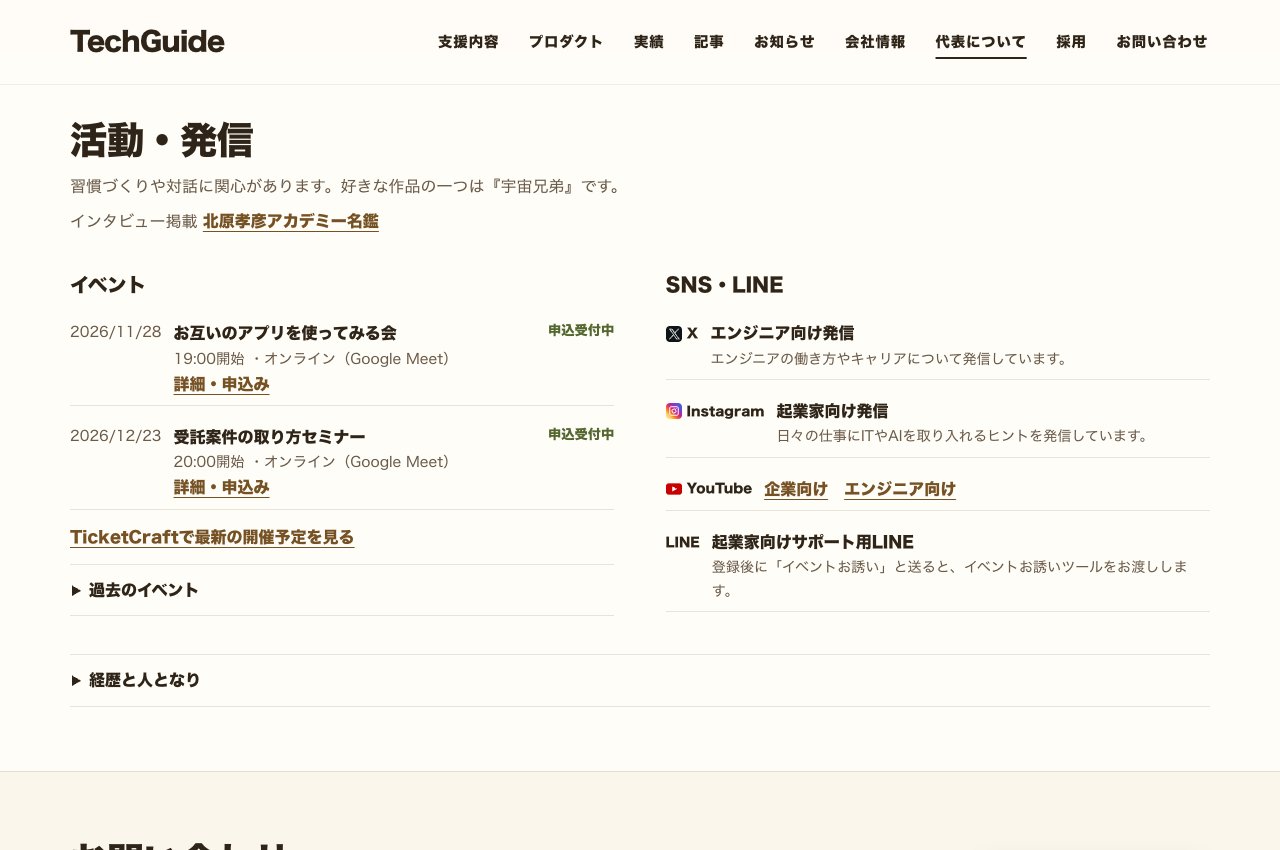 TechGuide
支援内容 プロダクト 実績 記事 お知らせ 会社情報 代表について 採用 お問い合わせ
活動・発信
習慣づくりや対話に関心があります。好きな作品の一つは『宇宙兄弟』です。
インタビュー掲載 北原孝彦アカデミー名鑑
イベント
2026/11/28 お互いのアプリを使ってみる会 申込受付中
19:00開始 ・オンライン（Google Meet）
詳細・申込み
2026/12/23 受託案件の取り方セミナー 申込受付中
20:00開始 ・オンライン（Google Meet）
詳細・申込み
TicketCraftで最新の開催予定を見る
▶ 過去のイベント
SNS・LINE
X エンジニア向け発信
エンジニアの働き方やキャリアについて発信しています。
Instagram 起業家向け発信
日々の仕事にITやAIを取り入れるヒントを発信しています。
YouTube 企業向け エンジニア向け
LINE 起業家向けサポート用LINE
登録後に「イベントお誘い」と送ると、イベントお誘いツールをお渡ししま
す。
▶ 経歴と人となり
お問い合わせ